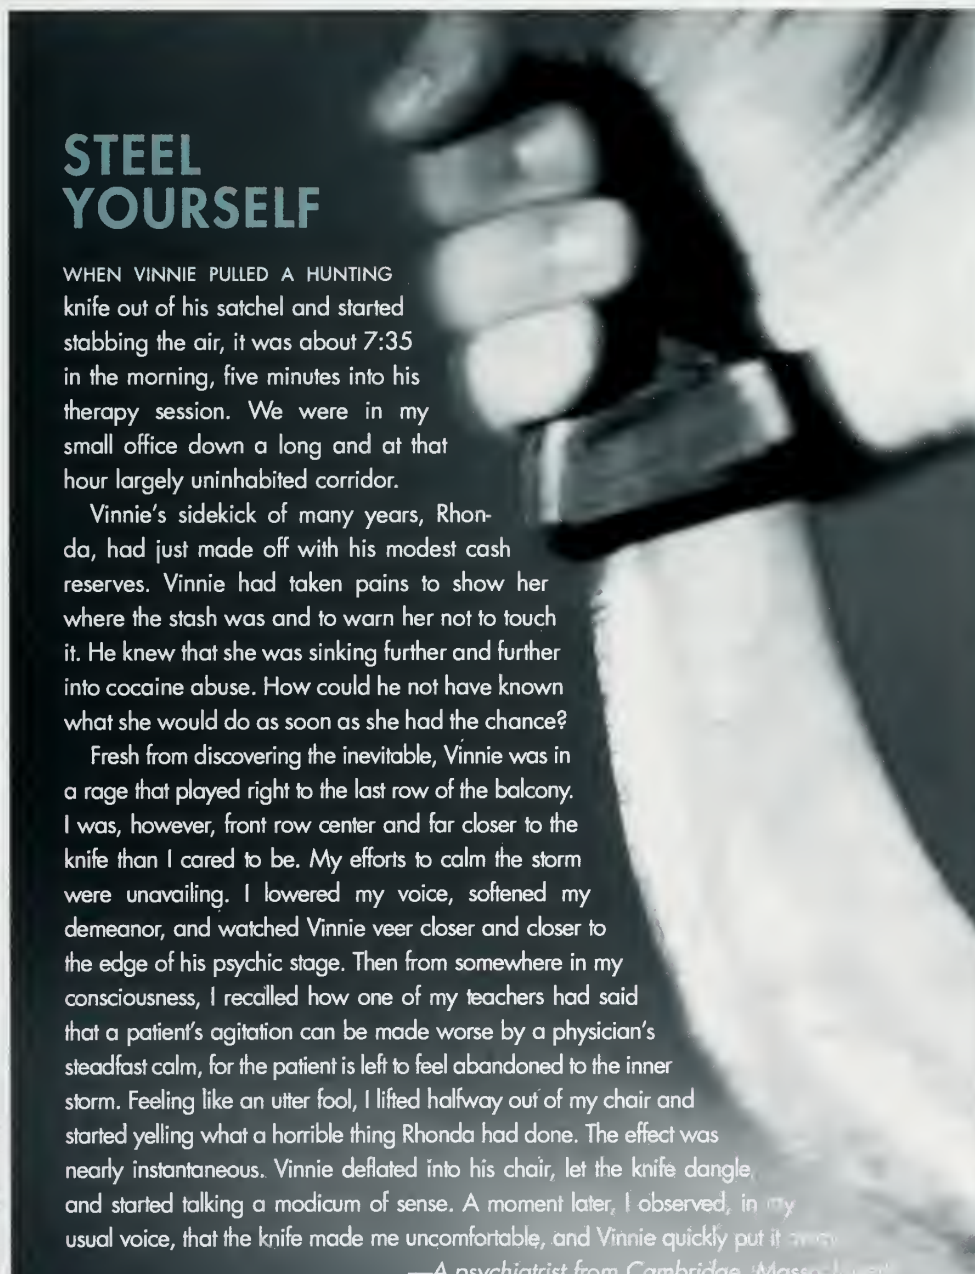 STEEL
YOURSELF
WHEN VINNIE PULLED A HUNTING
knife out of his satchel and started
stabbing the air, it was about 7:35
in the morning, five minutes into his
therapy session. We were in my
small office down a long and at that
hour largely uninhabited corridor.
Vinnie's sidekick of many years, Rhon-
da, had just made off with his modest cash
reserves. Vinnie had taken pains to show her
where the stash was and to warn her not to touch
it. He knew that she was sinking further and further
into cocaine abuse. How could he not have known
what she would do as soon as she had the chance?
Fresh from discovering the inevitable, Vinnie was in
a rage that played right to the last row of the balcony.
I was, however, front row center and far closer to the
knife than I cared to be. My efforts to calm the storm
were unavailing. I lowered my voice, softened my
demeanor, and watched Vinnie veer closer and closer to
the edge of his psychic stage. Then from somewhere in my
consciousness, I recalled how one of my teachers had said
that a patient's agitation can be made worse by a physician's
steadfast calm, for the patient is left to feel abandoned to the inner
storm. Feeling like an utter fool, I lifted halfway out of my chair and
started yelling what a horrible thing Rhonda had done. The effect was
nearly instantaneous. Vinnie deflated into his chair, let the knife dangle,
and started talking a modicum of sense. A moment later, I observed, in my
usual voice, that the knife made me uncomfortable, and Vinnie quickly put it away.
—A psychiatrist from Cambridge, Massachusetts